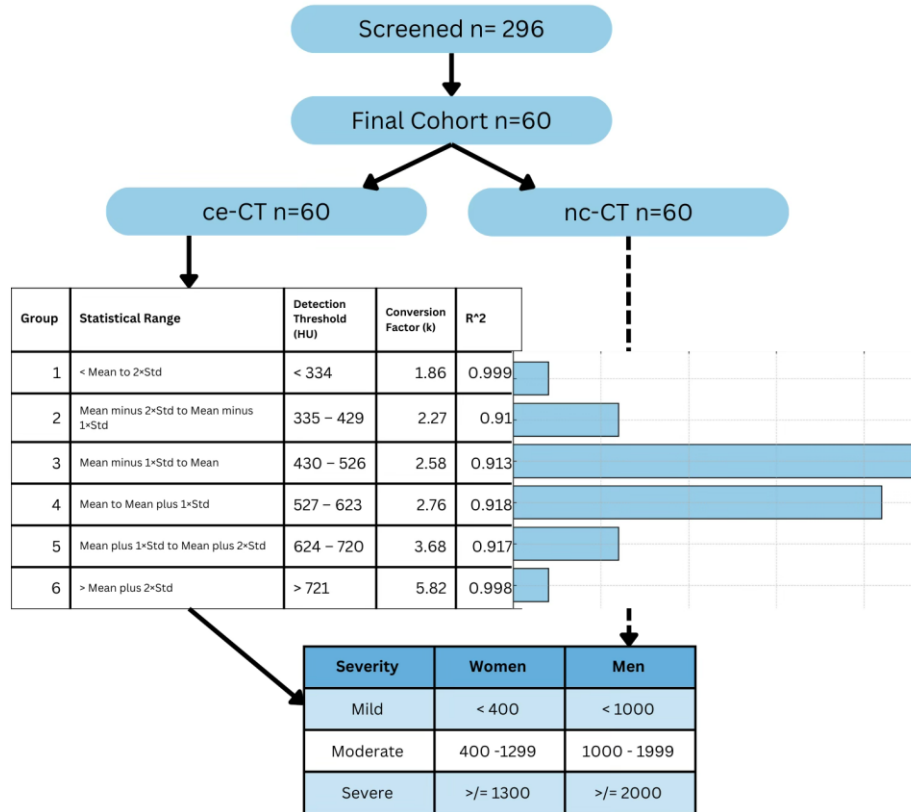 Screened n= 296
Final Cohort n=60
ce-CT n=60
nc-CT n=60
Group Statistical Range Detection Threshold (HU) Conversion Factor (k) R^2
1 < Mean to 2×Std < 334 1.86 0.999
2 Mean minus 2×Std to Mean minus 1×Std 335 – 429 2.27 0.91
3 Mean minus 1×Std to Mean 430 – 526 2.58 0.913
4 Mean to Mean plus 1×Std 527 – 623 2.76 0.918
5 Mean plus 1×Std to Mean plus 2×Std 624 – 720 3.68 0.917
6 > Mean plus 2×Std > 721 5.82 0.998
Severity Women Men
Mild < 400 < 1000
Moderate 400 -1299 1000 - 1999
Severe >/= 1300 >/= 2000